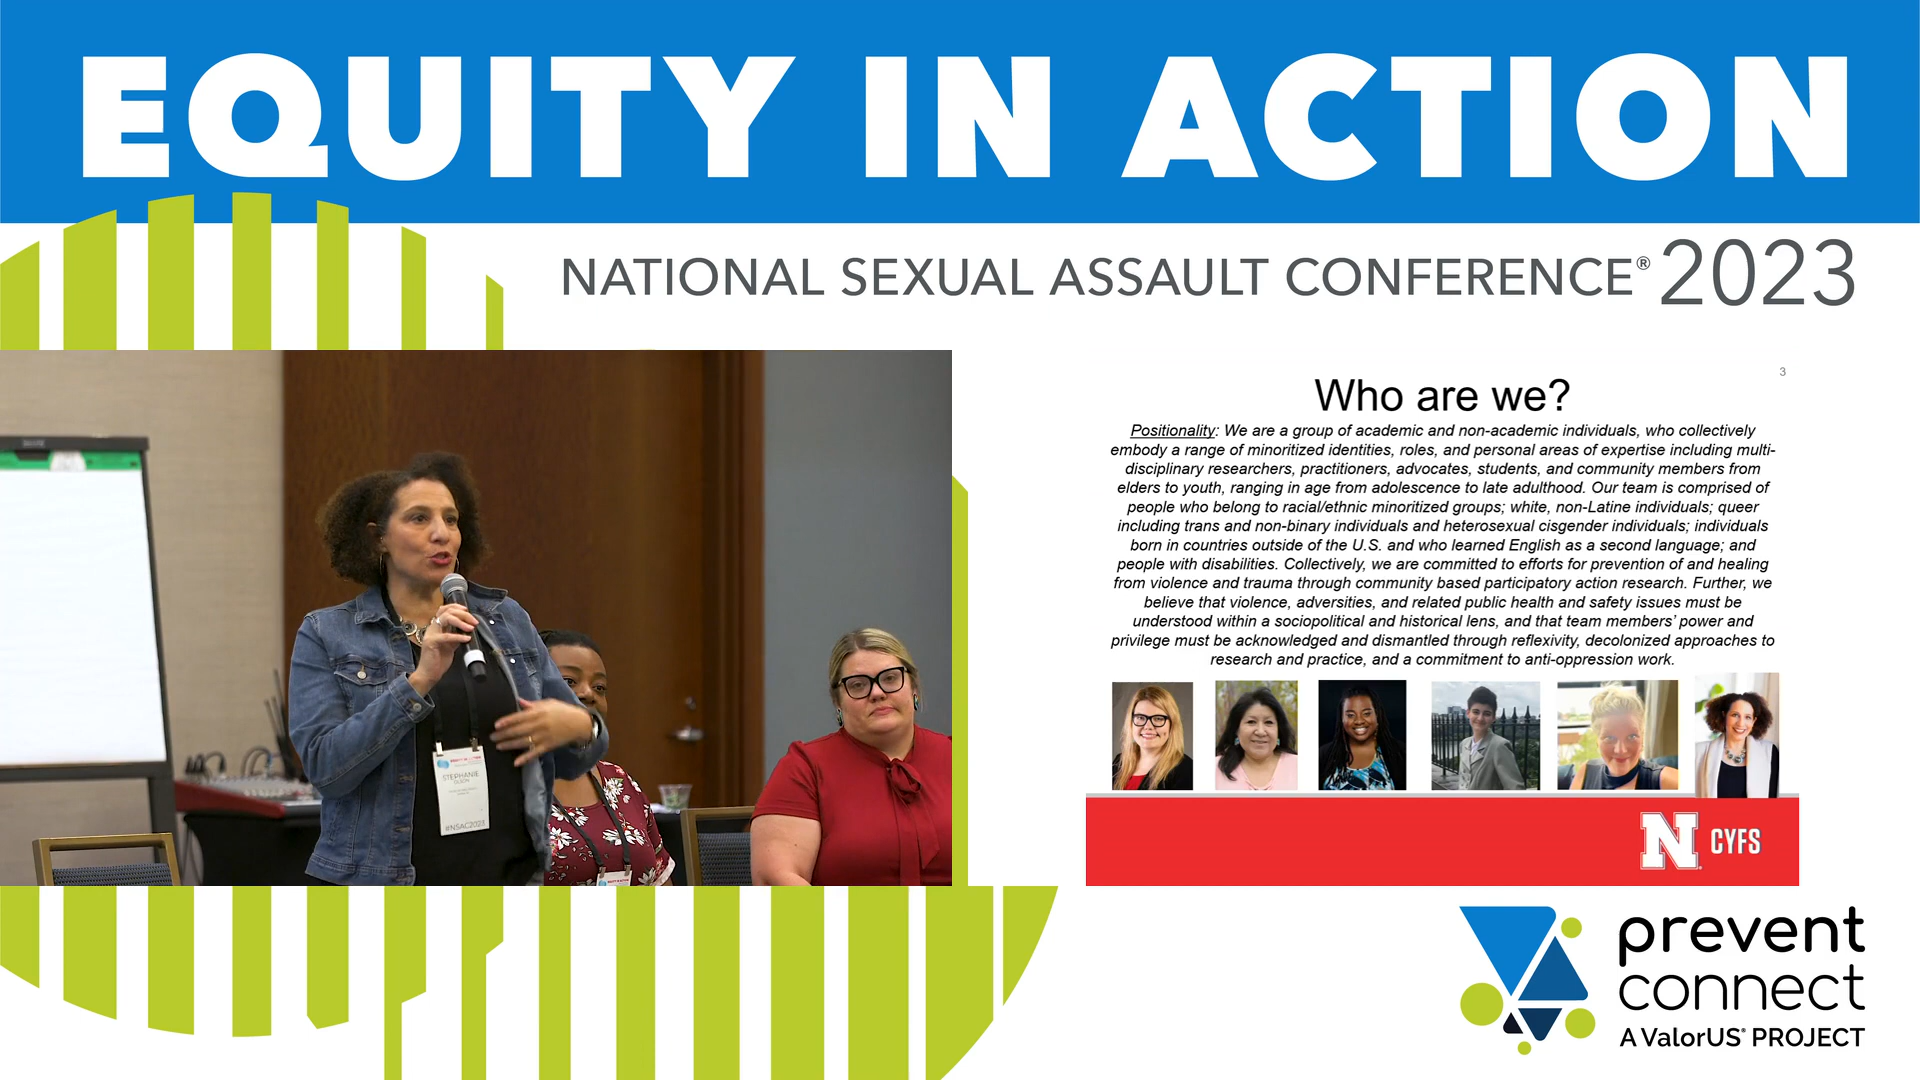 EQUITY IN ACTION
NATIONAL SEXUAL ASSAULT CONFERENCE® 2023
STEPHANIE
#NSAC2023
3
Who are we?
Positionality: We are a group of academic and non-academic individuals, who collectively
embody a range of minoritized identities, roles, and personal areas of expertise including multi-
disciplinary researchers, practitioners, advocates, students, and community members from
elders to youth, ranging in age from adolescence to late adulthood. Our team is comprised of
people who belong to racial/ethnic minoritized groups; white, non-Latine individuals; queer
including trans and non-binary individuals and heterosexual cisgender individuals; individuals
born in countries outside of the U.S. and who learned English as a second language; and
people with disabilities. Collectively, we are committed to efforts for prevention of and healing
from violence and trauma through community based participatory action research. Further, we
believe that violence, adversities, and related public health and safety issues must be
understood within a sociopolitical and historical lens, and that team members' power and
privilege must be acknowledged and dismantled through reflexivity, decolonized approaches to
research and practice, and a commitment to anti-oppression work.
N CYFS
prevent
connect
A ValorUS® PROJECT